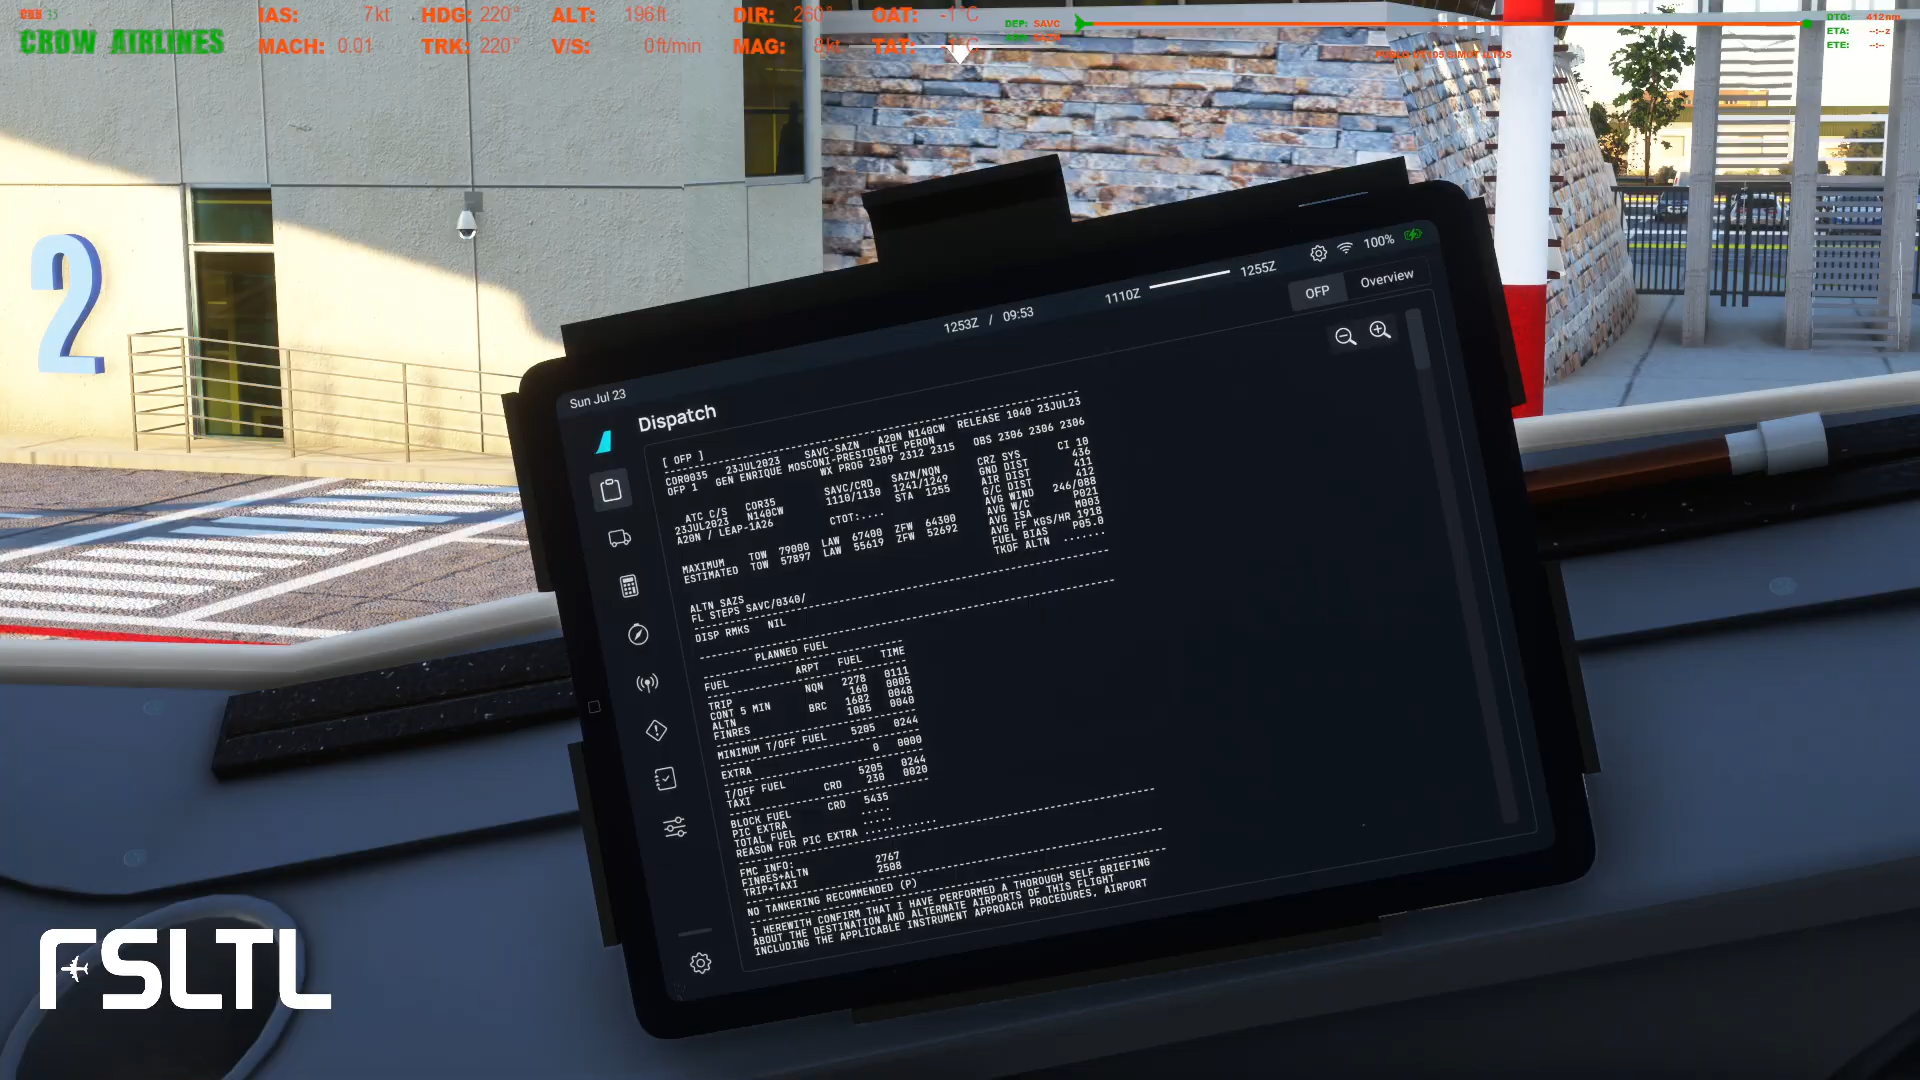 IAS: 7kt HDG: 220° ALT: 196ft DIR: 260° OAT: -1°C
CROW AIRLINES
MACH: 0.01 TRK: 220° V/S: 0ft/min MAG: 8kt TAT: -1°C
DEP: SAVC
DTG: 412nm
ETA: --:--z
ETE: --:--
2
Sun Jul 23
1253Z / 09:53
1110Z 1255Z
100%
Dispatch
OFP Overview
[ OFP ]
COR0035 23JUL2023 SAVC-SAZN A20N N140CW RELEASE 1040 23JUL23
OFP 1 GEN ENRIQUE MOSCONI-PRESIDENTE PERON
WX PROG 2309 2312 2315 OBS 2306 2306 2306
ATC C/S COR35 SAVC/CRD SAZN/NQN CRZ SYS CI 10
23JUL2023 N140CW 1110/1130 1241/1249 GND DIST 436
A20N / LEAP-1A26 STA 1255 AIR DIST 411
CTOT:.... G/C DIST 412
AVG WIND 246/088
MAXIMUM TOW 79000 LAW 67400 ZFW 64300 AVG W/C P021
ESTIMATED TOW 57897 LAW 55619 ZFW 52692 AVG ISA M003
AVG FF KGS/HR 1918
FUEL BIAS P05.0
ALTN SAZS TKOF ALTN .......
FL STEPS SAVC/0340/
DISP RMKS NIL
PLANNED FUEL
FUEL ARPT FUEL TIME
TRIP NQN 2278 0111
CONT 5 MIN 160 0005
ALTN BRC 1682 0048
FINRES 1085 0040
MINIMUM T/OFF FUEL 5205 0244
EXTRA 0 0000
T/OFF FUEL 5205 0244
TAXI CRD 230 0020
BLOCK FUEL CRD 5435
PIC EXTRA .....
TOTAL FUEL .....
REASON FOR PIC EXTRA ............
FMC INFO:
FINRES+ALTN 2767
TRIP+TAXI 2508
NO TANKERING RECOMMENDED (P)
I HEREWITH CONFIRM THAT I HAVE PERFORMED A THOROUGH SELF BRIEFING
ABOUT THE DESTINATION AND ALTERNATE AIRPORTS OF THIS FLIGHT
INCLUDING THE APPLICABLE INSTRUMENT APPROACH PROCEDURES, AIRPORT
FSLTL